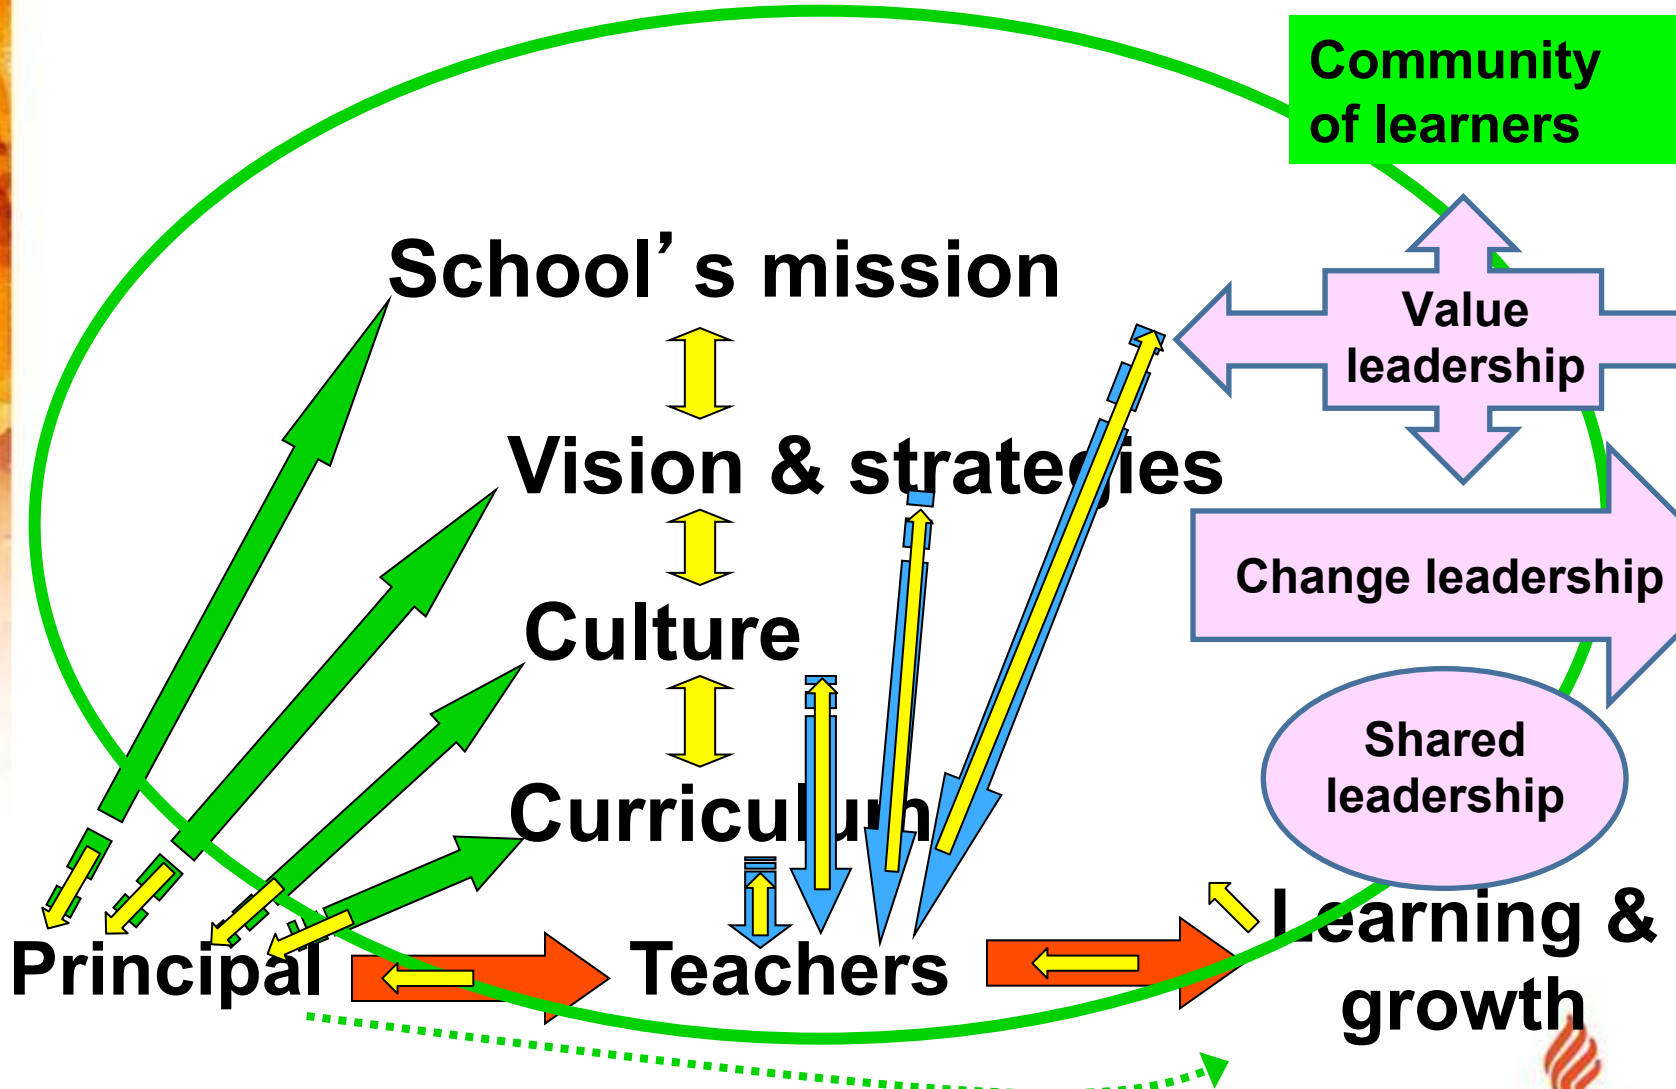 Community
of learners
School’s mission
Value
leadership
Vision & strategies
Change leadership
Culture
Shared
leadership
Curriculum
Principal
Teachers
Learning &
growth